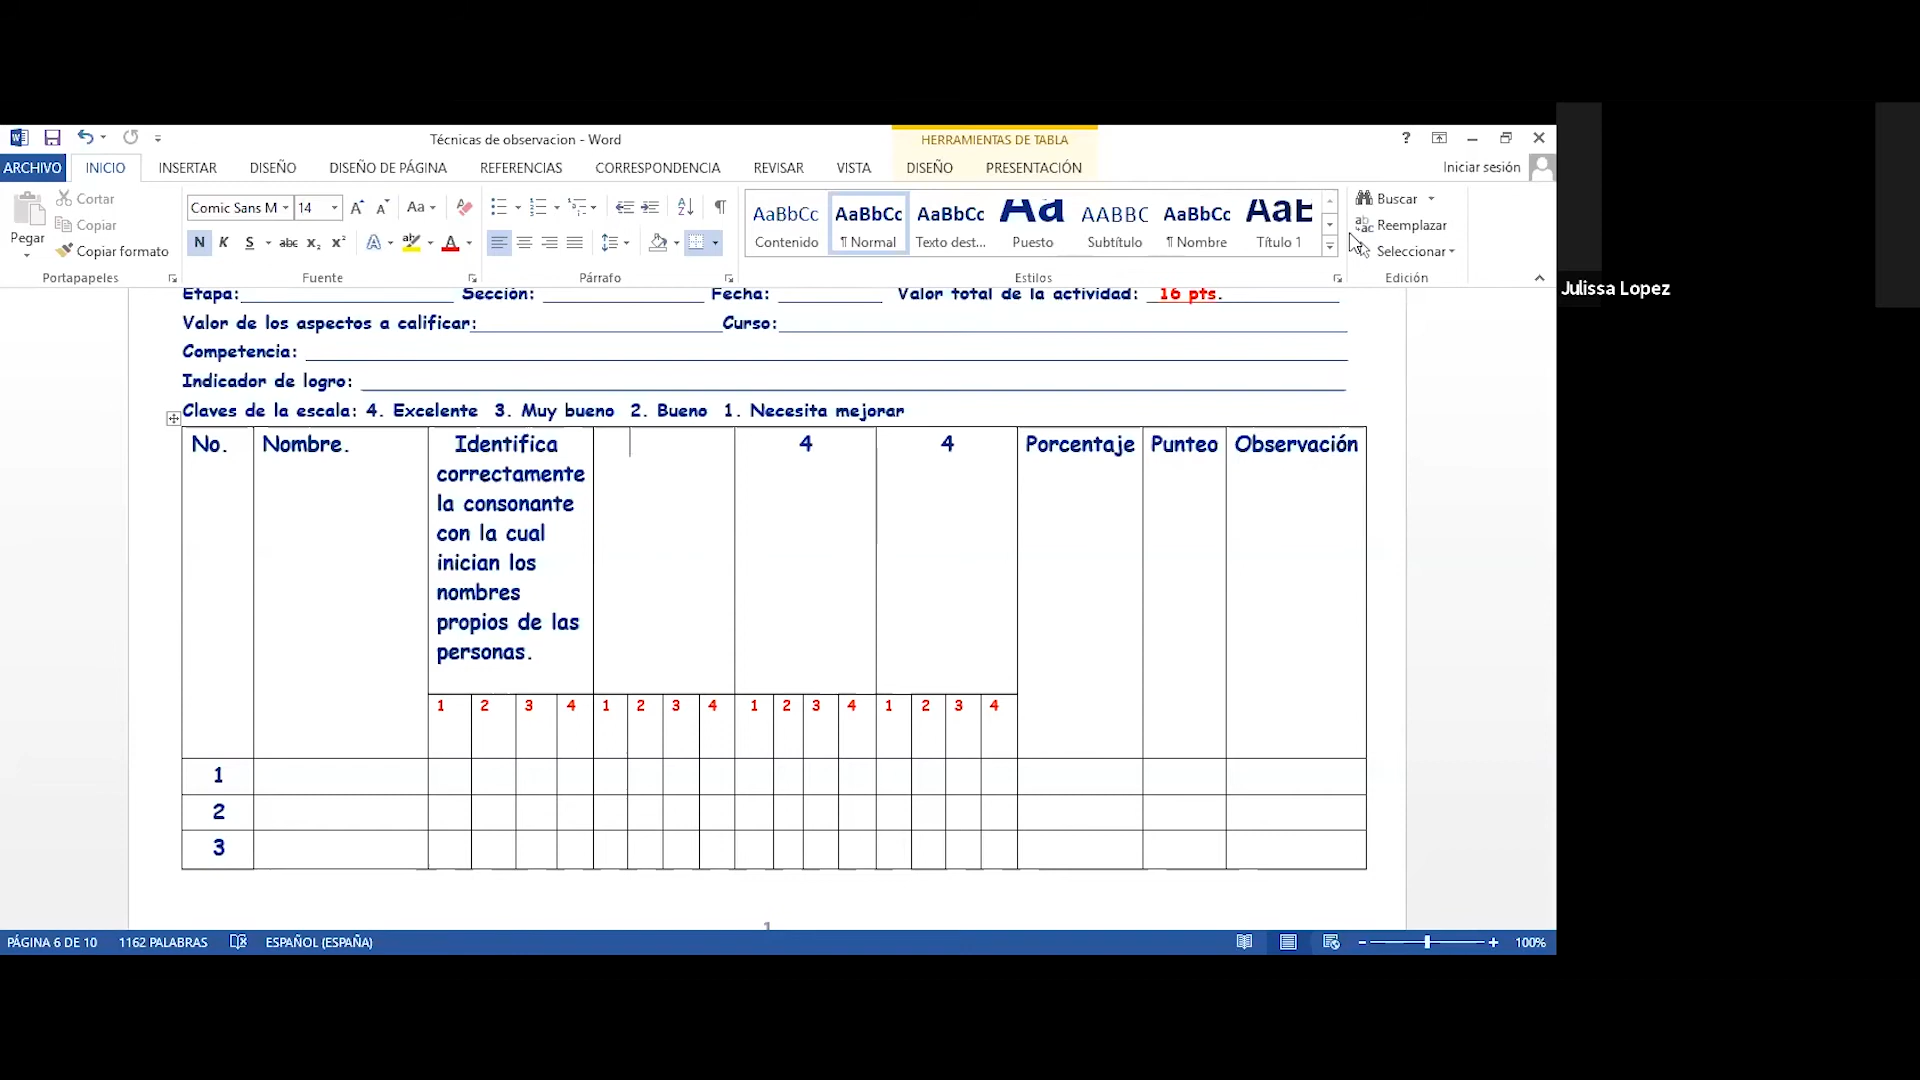 Técnicas de observacion - Word
HERRAMIENTAS DE TABLA
?
ARCHIVO INICIO INSERTAR DISEÑO DISEÑO DE PÁGINA REFERENCIAS CORRESPONDENCIA REVISAR VISTA DISEÑO PRESENTACIÓN Iniciar sesión
Pegar
Cortar
Copiar
Copiar formato
Portapapeles
Comic Sans M 14 Aa
N K S abc x₂ x²
Fuente
Párrafo
AaBbCc AaBbCc AaBbCc Aa AABBC AaBbCc AaE
Contenido ¶ Normal Texto dest... Puesto Subtítulo ¶ Nombre Título 1
Estilos
Buscar
Reemplazar
Seleccionar
Edición
Julissa Lopez
Etapa: Sección: Fecha: Valor total de la actividad: 16 pts.
Valor de los aspectos a calificar: Curso:
Competencia:
Indicador de logro:
Claves de la escala: 4. Excelente 3. Muy bueno 2. Bueno 1. Necesita mejorar
No. Nombre. Identifica 4 4 Porcentaje Punteo Observación
correctamente
la consonante
con la cual
inician los
nombres
propios de las
personas.
1 2 3 4 1 2 3 4 1 2 3 4 1 2 3 4
1
2
3
PÁGINA 6 DE 10 1162 PALABRAS ESPAÑOL (ESPAÑA) 100%